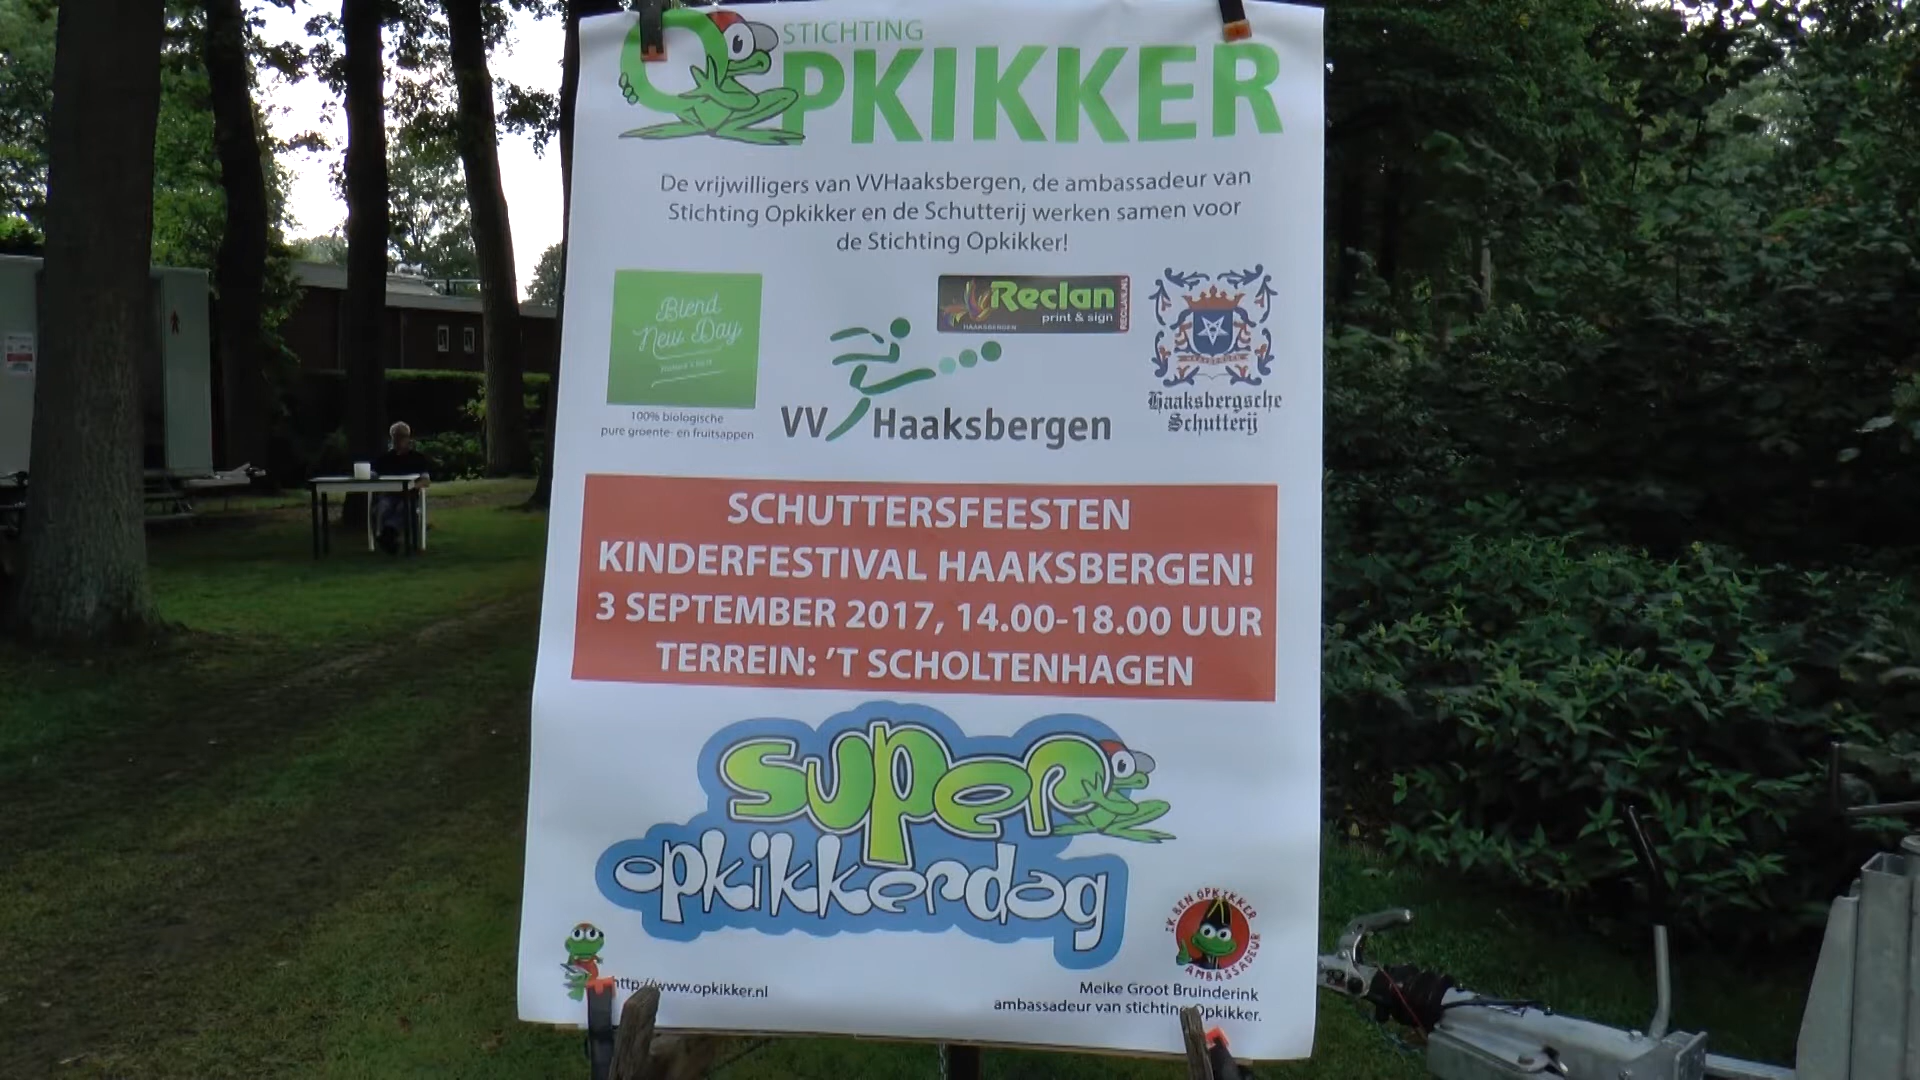 STICHTING
OPKIKKER
De vrijwilligers van VVHaaksbergen, de ambassadeur van
Stichting Opkikker en de Schutterij werken samen voor
de Stichting Opkikker!
Blend
New Day
100% biologische
pure groente- en fruitsappen
Reclan
print & sign
HAAKSBERGEN
RECLAN.NL
VV Haaksbergen
Haaksbergsche
Schutterij
SCHUTTERSFEESTEN
KINDERFESTIVAL HAAKSBERGEN!
3 SEPTEMBER 2017, 14.00-18.00 UUR
TERREIN: 'T SCHOLTENHAGEN
super
opkikkerdag
IK BEN OPKIKKER
AMBASSADEUR
http://www.opkikker.nl
Meike Groot Bruinderink
ambassadeur van stichting Opkikker.